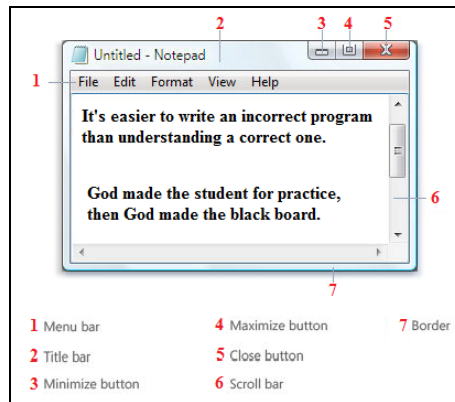 2 3 4 5
Untitled - Notepad
1 File Edit Format View Help
It's easier to write an incorrect program
than understanding a correct one.
God made the student for practice,
then God made the black board.
6
7
1 Menu bar 4 Maximize button 7 Border
2 Title bar 5 Close button
3 Minimize button 6 Scroll bar